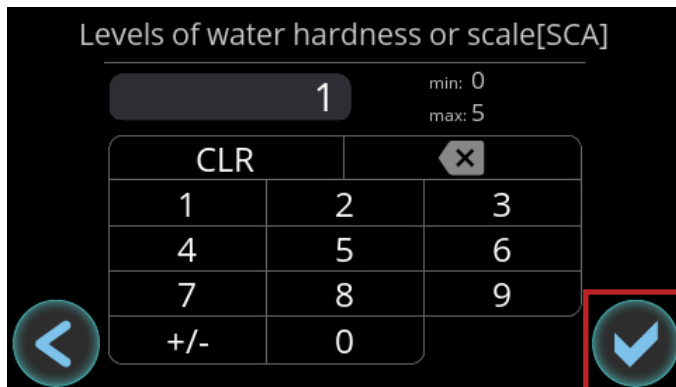 Levels of water hardness or scale[SCA]
1
min: 0
max: 5
CLR
1 2 3
4 5 6
7 8 9
+/- 0